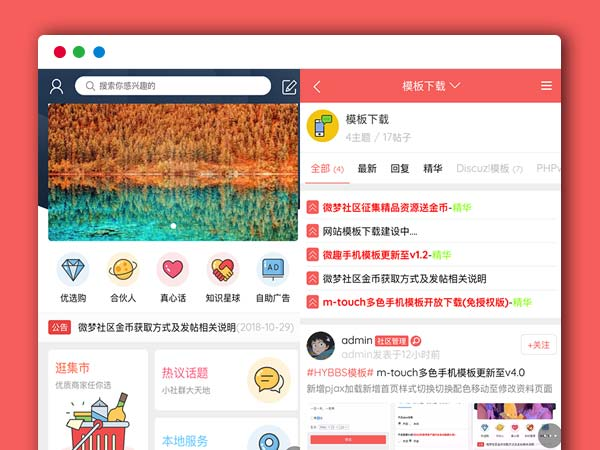 搜索你感兴趣的
优选购
合伙人
真心话
知识星球
AD
自助广告
公告 微梦社区金币获取方式及发帖相关说明(2018-10-29)
逛集市
优质商家任你选
热议话题
小社群大天地
本地服务
模板下载
模板下载
4主题 / 17帖子
全部 (4) 最新 回复 精华 Discuz!模板 (7) PHPw
微梦社区征集精品资源送金币-精华
网站模板下载建设中....
微趣手机模板更新至v1.2-精华
微梦社区金币获取方式及发帖相关说明
m-touch多色手机模板开放下载(免授权版)-精华
admin 社区管理
admin发表于12小时前
+关注
#HYBBS模板# m-touch多色手机模板更新至v4.0
新增pjax加载新增首页样式切换切换配色移动至修改资料页面